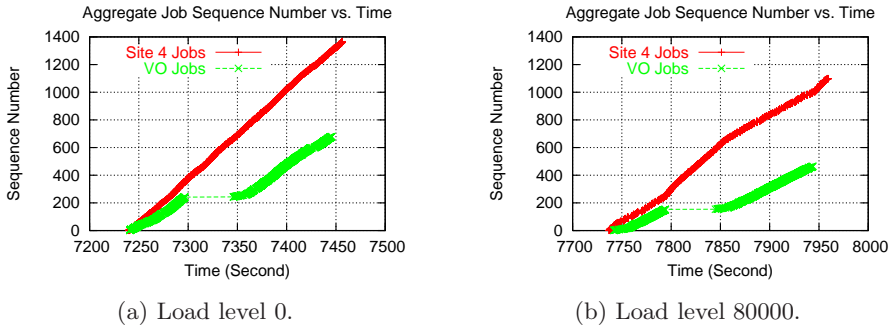 Aggregate Job Sequence Number vs. Time
1400
1200
1000
800
600
400
200
0
Sequence Number
Site 4 Jobs
VO Jobs
7200 7250 7300 7350 7400 7450 7500
Time (Second)
(a) Load level 0.
Aggregate Job Sequence Number vs. Time
1400
1200
1000
800
600
400
200
0
Sequence Number
Site 4 Jobs
VO Jobs
7700 7750 7800 7850 7900 7950 8000
Time (Second)
(b) Load level 80000.